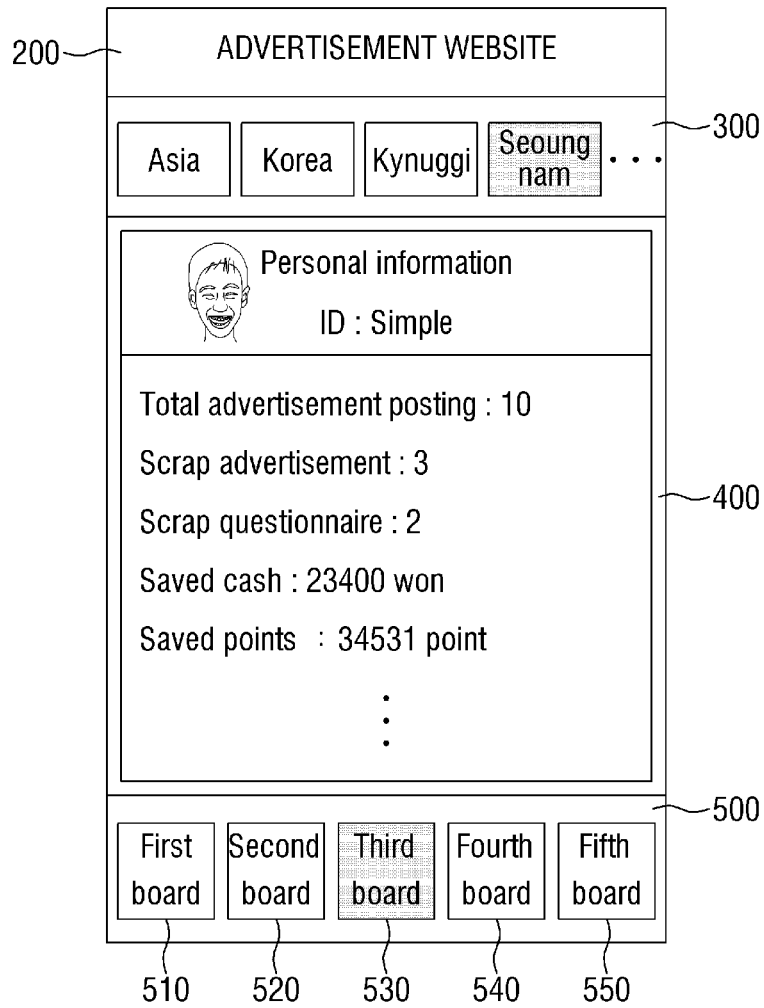 200
ADVERTISEMENT WEBSITE
300
Asia
Korea
Kynuggi
Seoung
nam
. . .
Personal information
ID : Simple
Total advertisement posting : 10
Scrap advertisement : 3
Scrap questionnaire : 2
Saved cash : 23400 won
Saved points : 34531 point
400
500
First
board
Second
board
Third
board
Fourth
board
Fifth
board
510
520
530
540
550